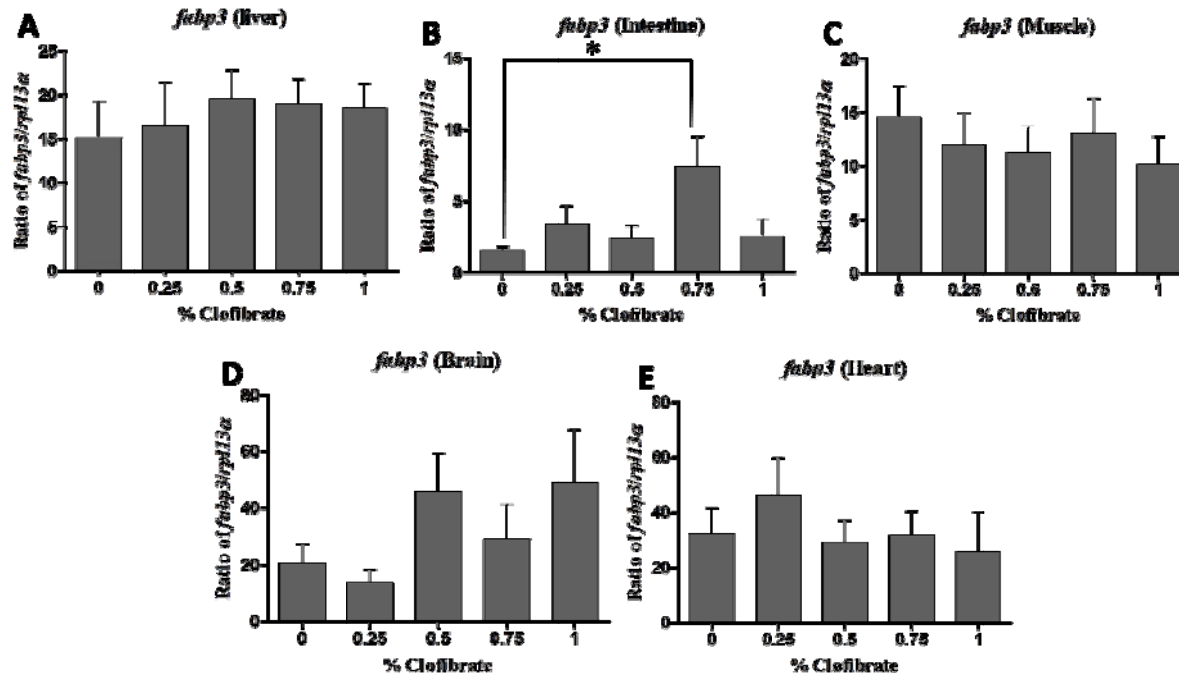 A
fabp3 (liver)
Ratio of fabp3/rpl13α
25
20
15
10
5
0
0 0.25 0.5 0.75 1
% Clofibrate
B
fabp3 (Intestine)
*
Ratio of fabp3/rpl13α
15
10
5
0
0 0.25 0.5 0.75 1
% Clofibrate
C
fabp3 (Muscle)
Ratio of fabp3/rpl13α
20
15
10
5
0
0 0.25 0.5 0.75 1
% Clofibrate
D
fabp3 (Brain)
Ratio of fabp3/rpl13α
80
60
40
20
0
0 0.25 0.5 0.75 1
% Clofibrate
E
fabp3 (Heart)
Ratio of fabp3/rpl13α
80
60
40
20
0
0 0.25 0.5 0.75 1
% Clofibrate